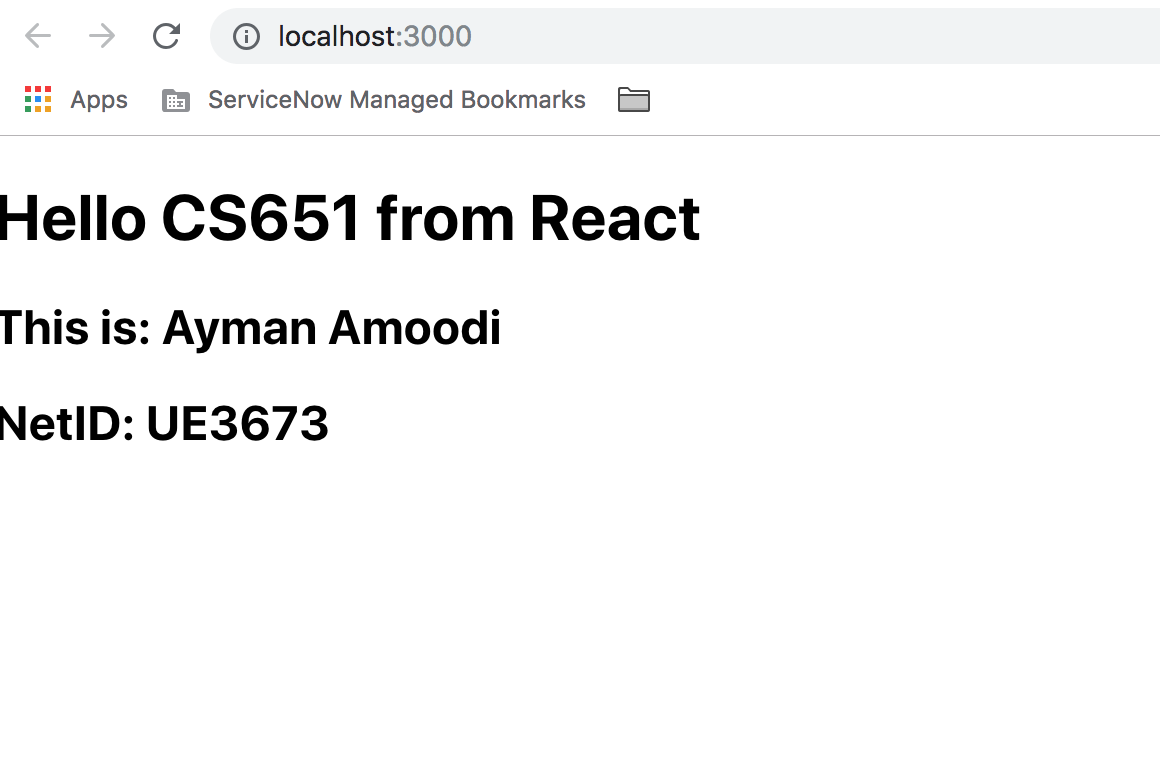 localhost:3000
Apps ServiceNow Managed Bookmarks
Hello CS651 from React
This is: Ayman Amoodi
NetID: UE3673